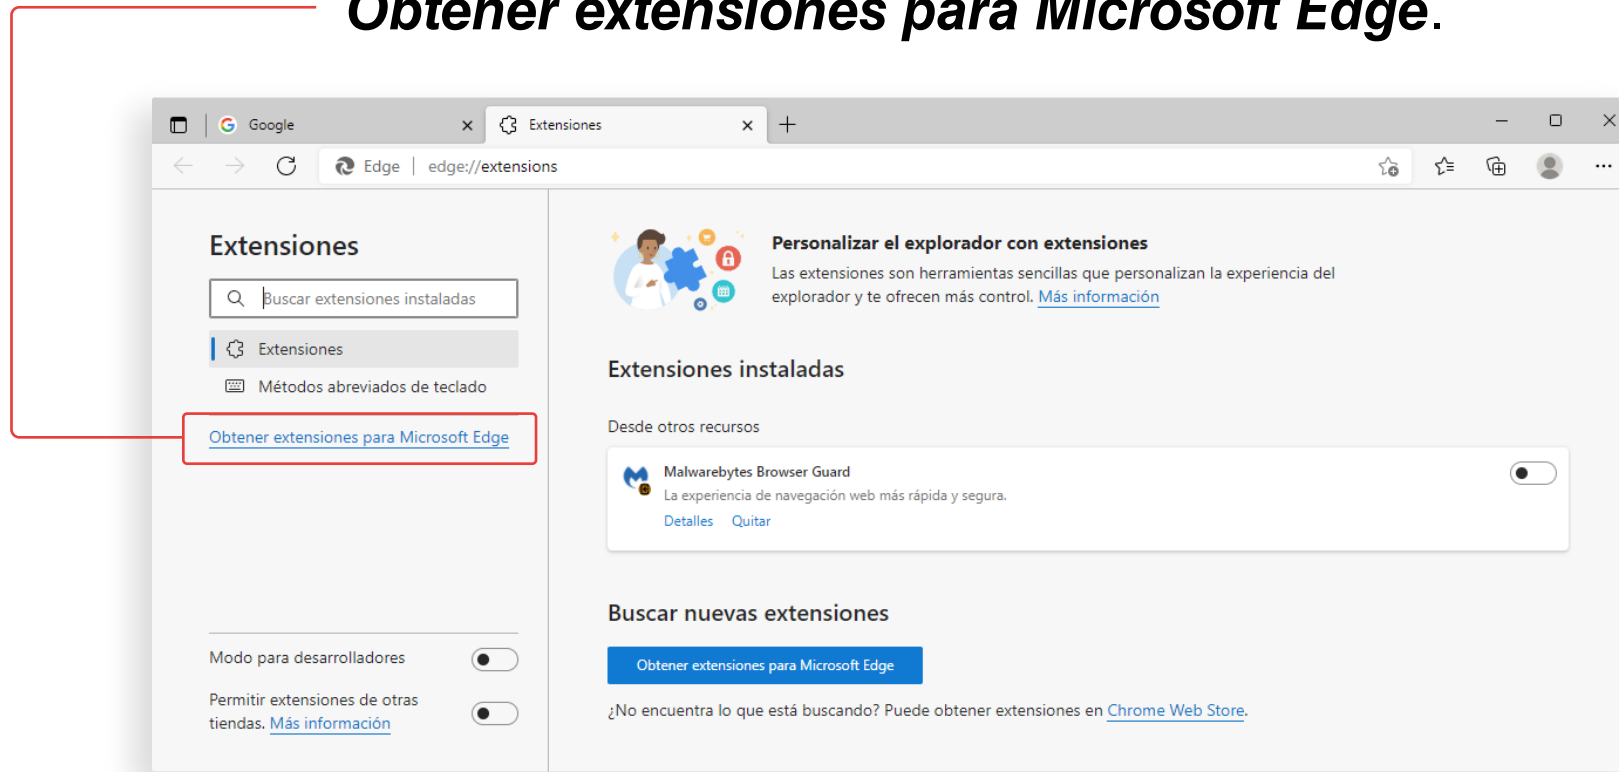 Obtener extensiones para Microsoft Edge.
Google
Extensiones
Edge | edge://extensions
Extensiones
Buscar extensiones instaladas
Extensiones
Métodos abreviados de teclado
Obtener extensiones para Microsoft Edge
Modo para desarrolladores
Permitir extensiones de otras
tiendas. Más información
Personalizar el explorador con extensiones
Las extensiones son herramientas sencillas que personalizan la experiencia del
explorador y te ofrecen más control. Más información
Extensiones instaladas
Desde otros recursos
Malwarebytes Browser Guard
La experiencia de navegación web más rápida y segura.
Detalles Quitar
Buscar nuevas extensiones
Obtener extensiones para Microsoft Edge
¿No encuentra lo que está buscando? Puede obtener extensiones en Chrome Web Store.